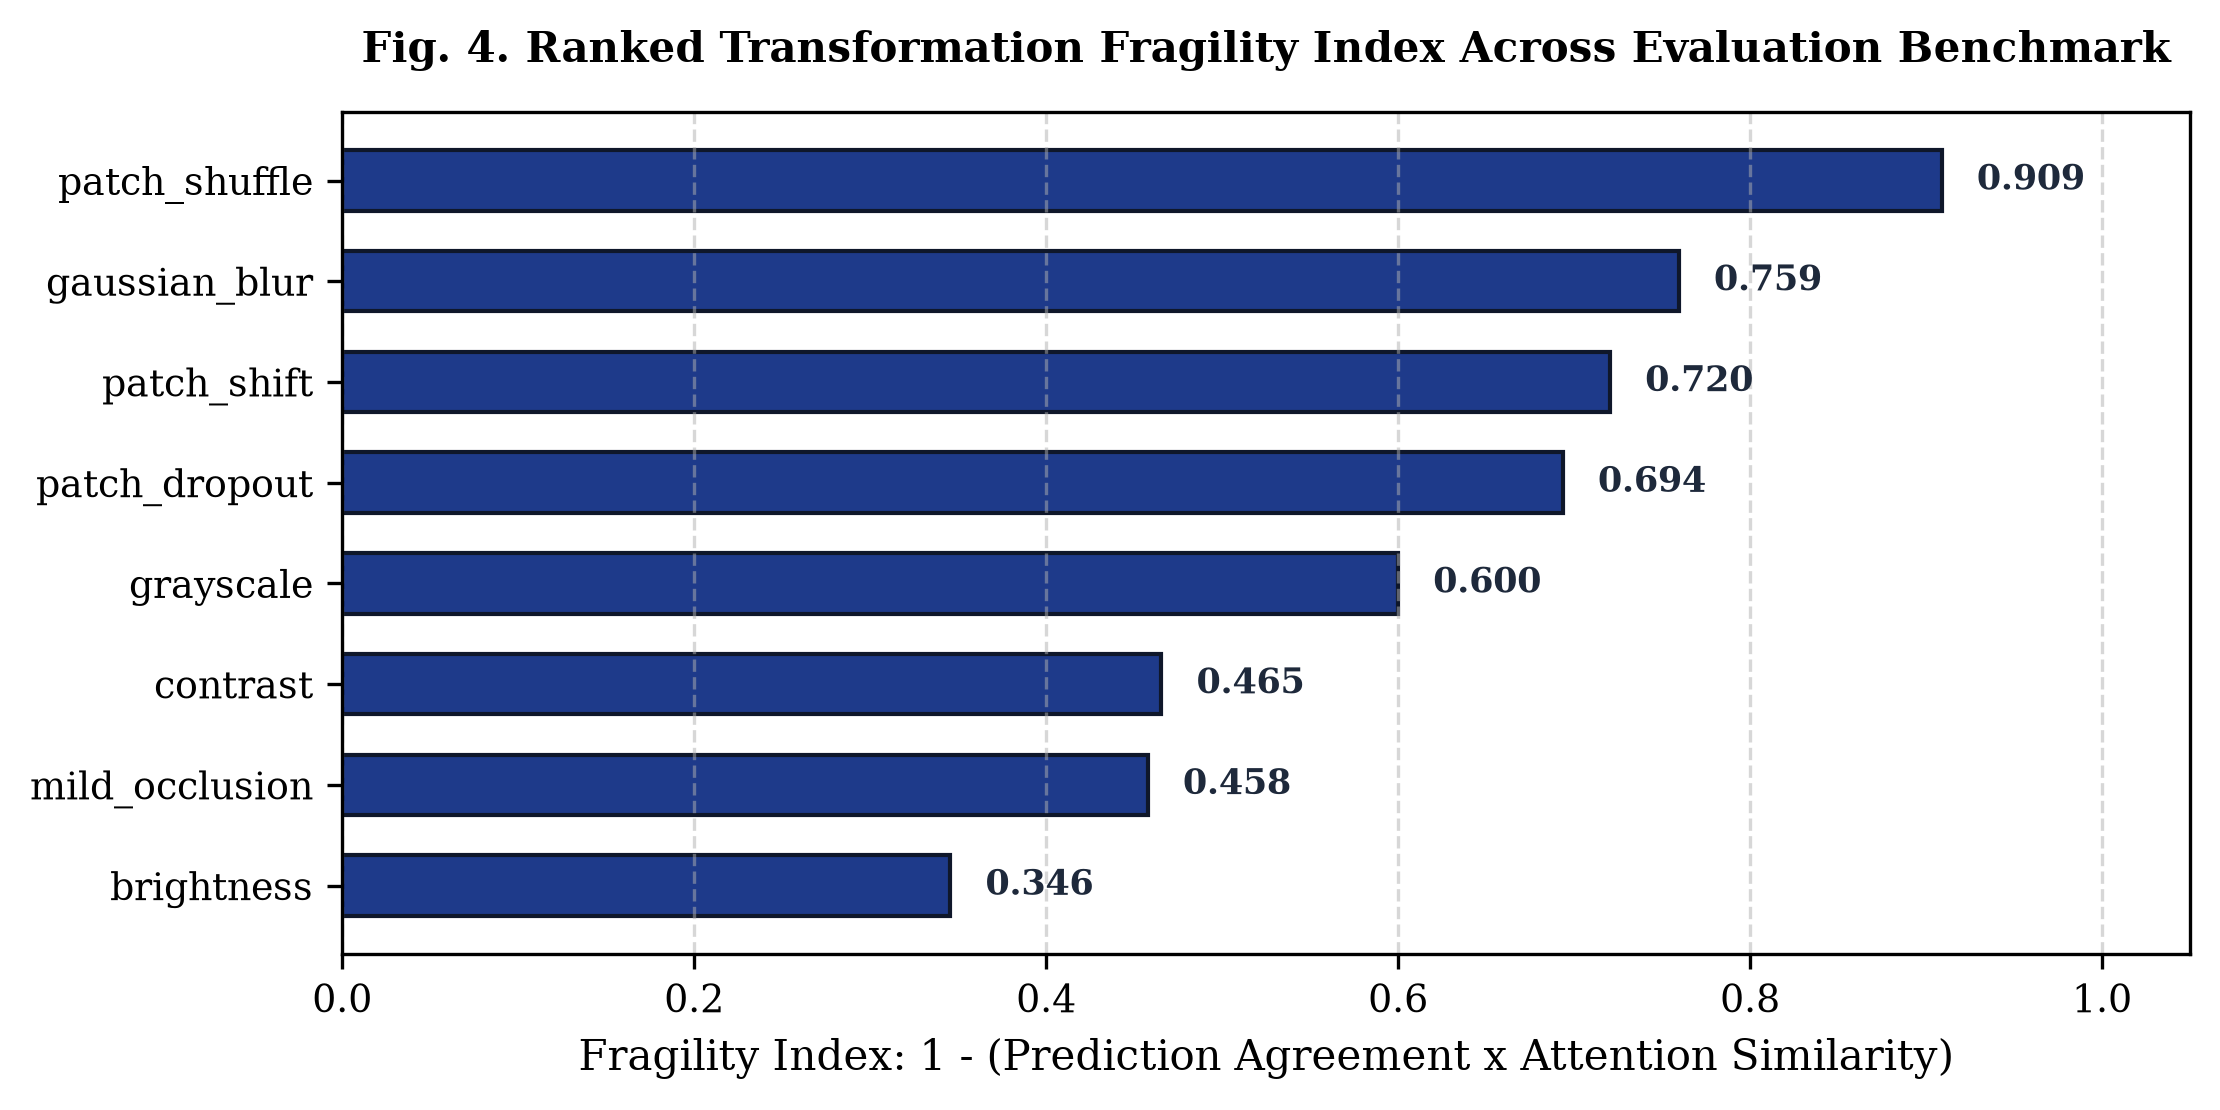 Fig. 4. Ranked Transformation Fragility Index Across Evaluation Benchmark
patch_shuffle 0.909
gaussian_blur 0.759
patch_shift 0.720
patch_dropout 0.694
grayscale 0.600
contrast 0.465
mild_occlusion 0.458
brightness 0.346
0.0 0.2 0.4 0.6 0.8 1.0
Fragility Index: 1 - (Prediction Agreement x Attention Similarity)